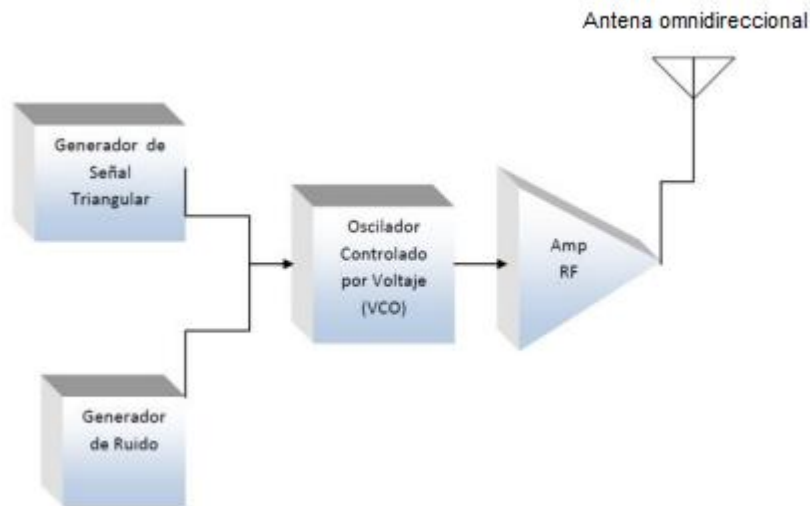 Antena omnidireccional
Generador de
Señal
Triangular
Oscilador
Controlado
por Voltaje
(VCO)
Amp
RF
Generador
de Ruido